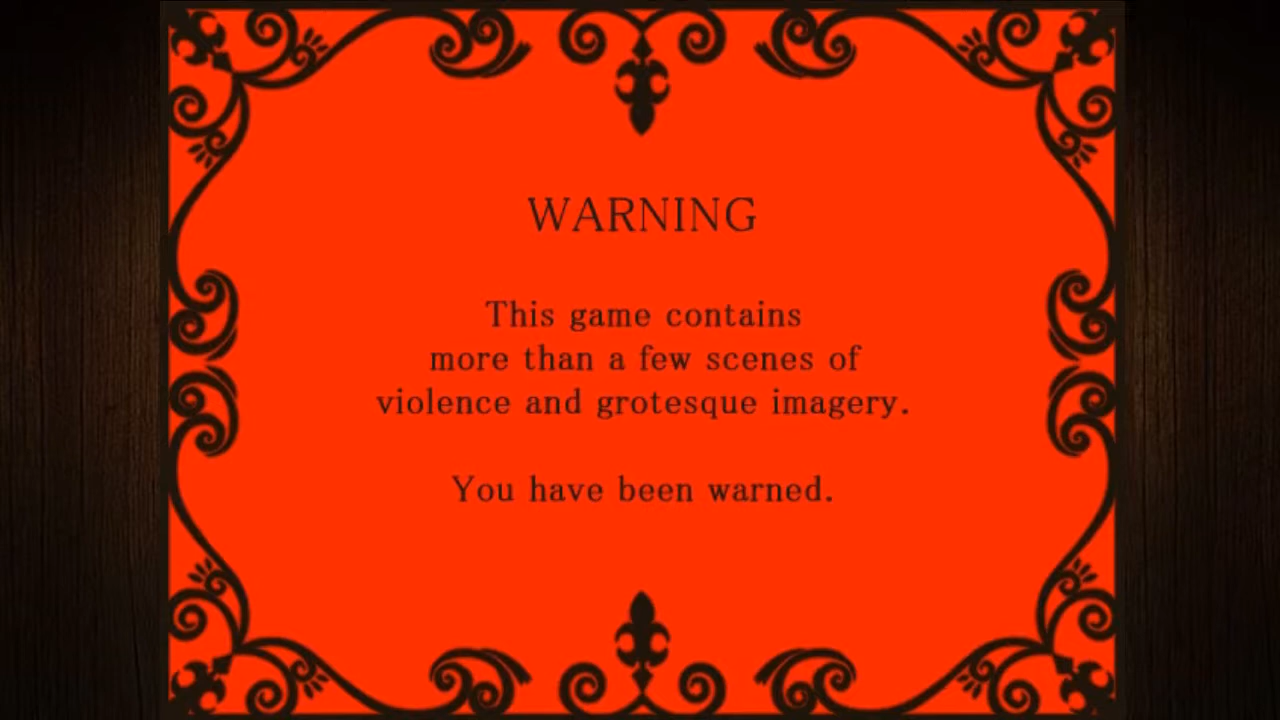 WARNING
This game contains
more than a few scenes of
violence and grotesque imagery.
You have been warned.